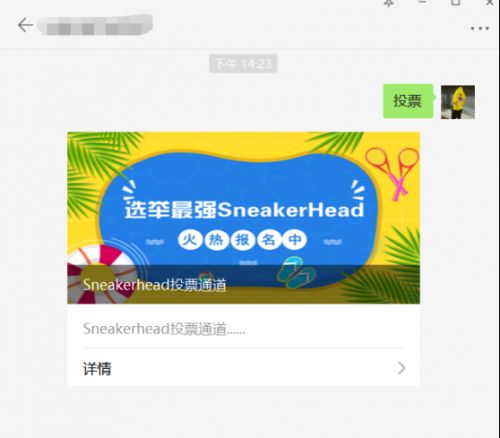 下午 14:23
投票
选举最强SneakerHead
火热报名中
Sneakerhead投票通道
Sneakerhead投票通道......
详情